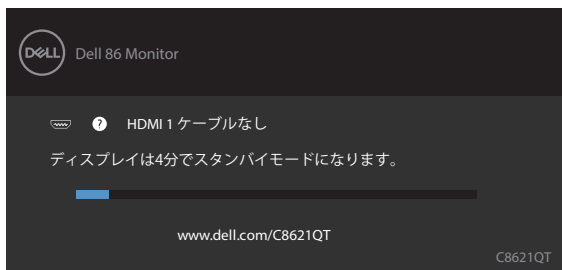 DELL
Dell 86 Monitor
HDMI 1 ケーブルなし
ディスプレイは4分でスタンバイモードになります。
www.dell.com/C8621QT
C8621QT